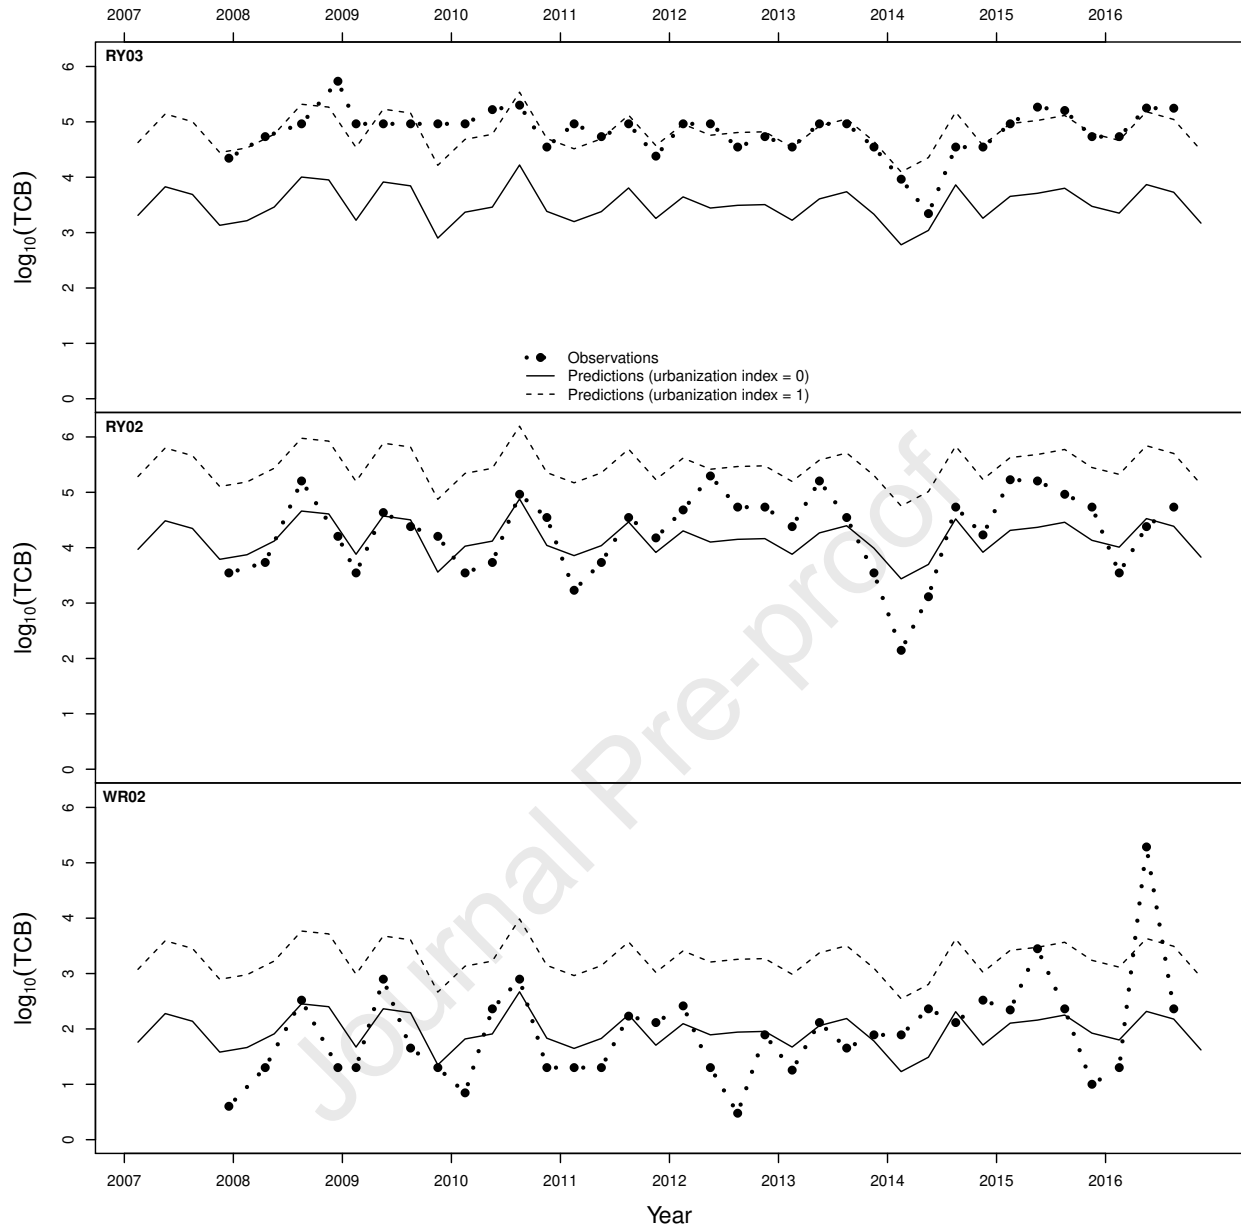 2007 2008 2009 2010 2011 2012 2013 2014 2015 2016
RY03
6
5
4
3
2
1
0
log10(TCB)
Observations
Predictions (urbanization index = 0)
Predictions (urbanization index = 1)
RY02
6
5
4
3
2
1
0
log10(TCB)
WR02
6
5
4
3
2
1
0
log10(TCB)
2007 2008 2009 2010 2011 2012 2013 2014 2015 2016
Year
Journal Pre-proof